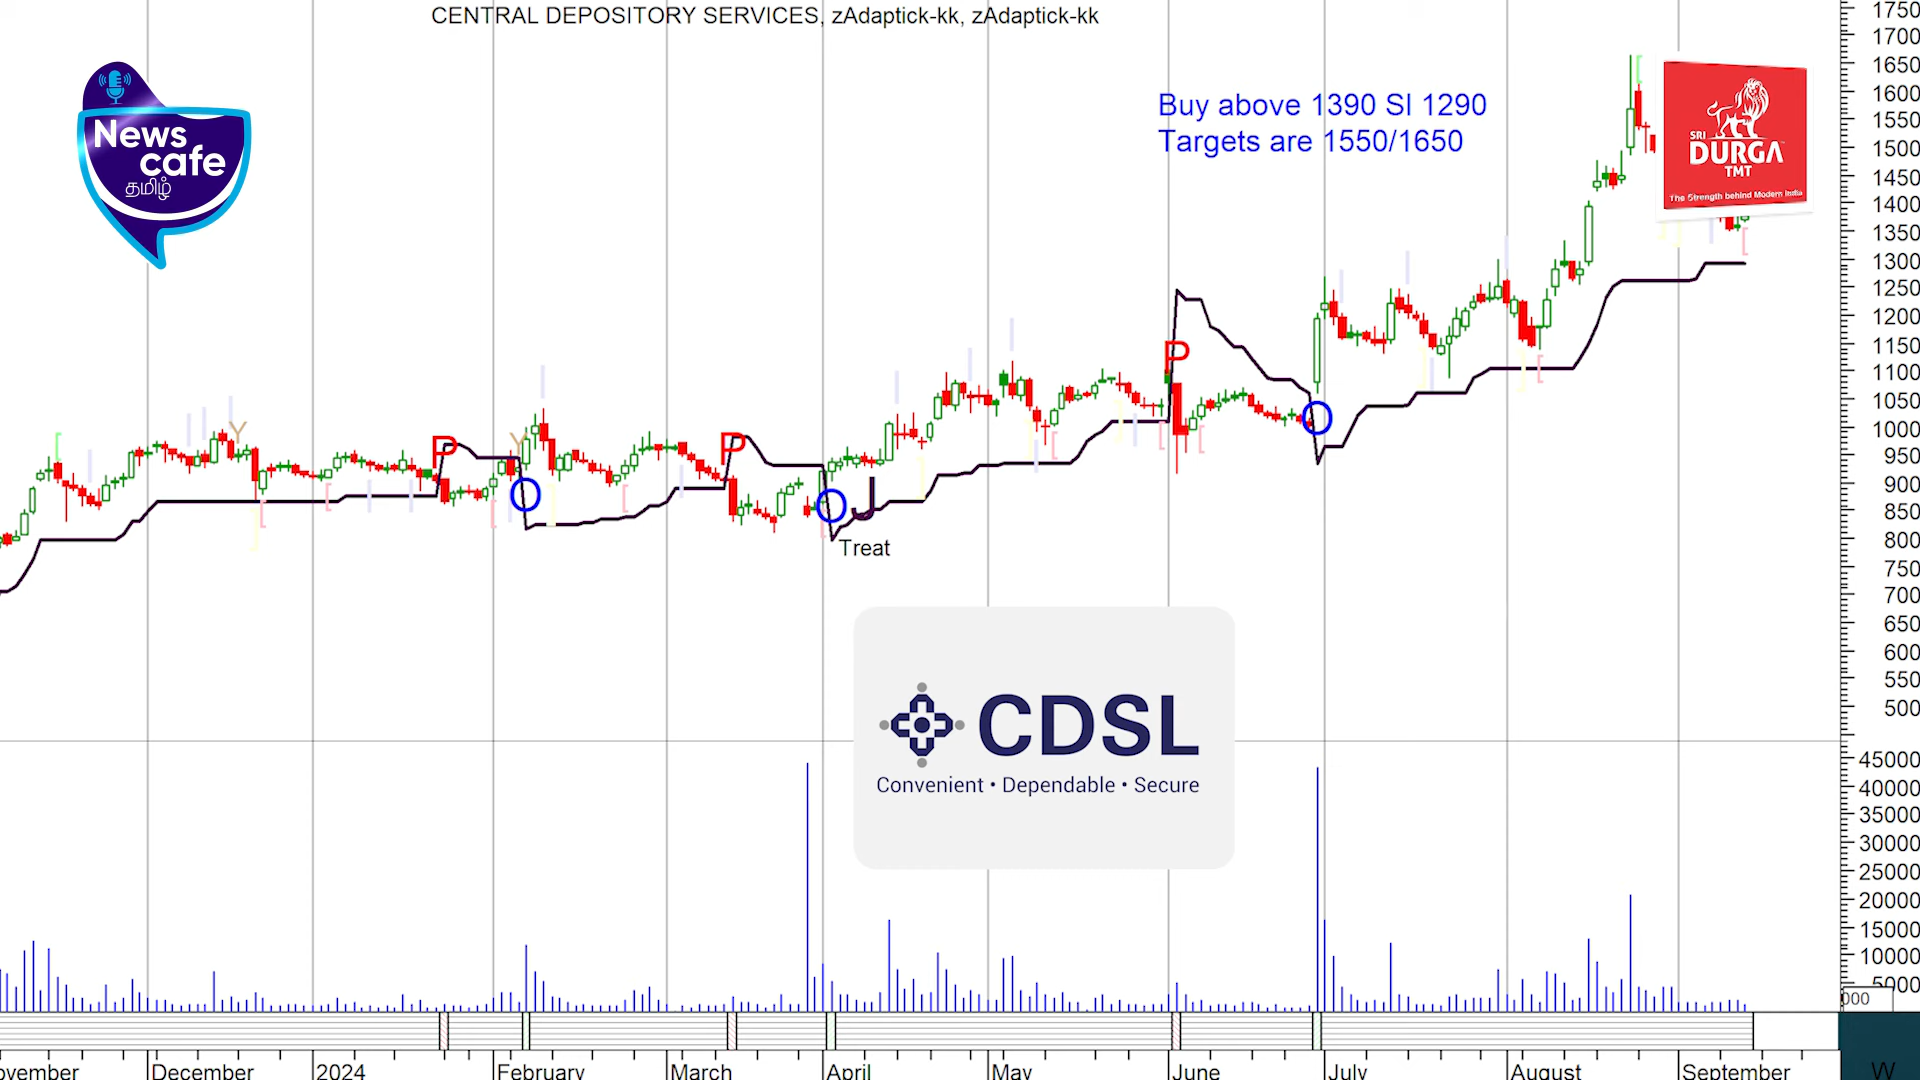 CENTRAL DEPOSITORY SERVICES, zAdaptick-kk, zAdaptick-kk
News
cafe
தமிழ்
Buy above 1390 Sl 1290
Targets are 1550/1650
SRI
DURGA
TMT
The Strength behind Modern India
1750
1700
1650
1600
1550
1500
1450
1400
1350
1300
1250
1200
1150
1100
1050
1000
950
900
850
800
750
700
650
600
550
500
Y
P
Y
O
P
O
J
P
O
Treat
CDSL
Convenient • Dependable • Secure
45000
40000
35000
30000
25000
20000
15000
10000
5000
000
ovember December 2024 February March April May June July August September
W